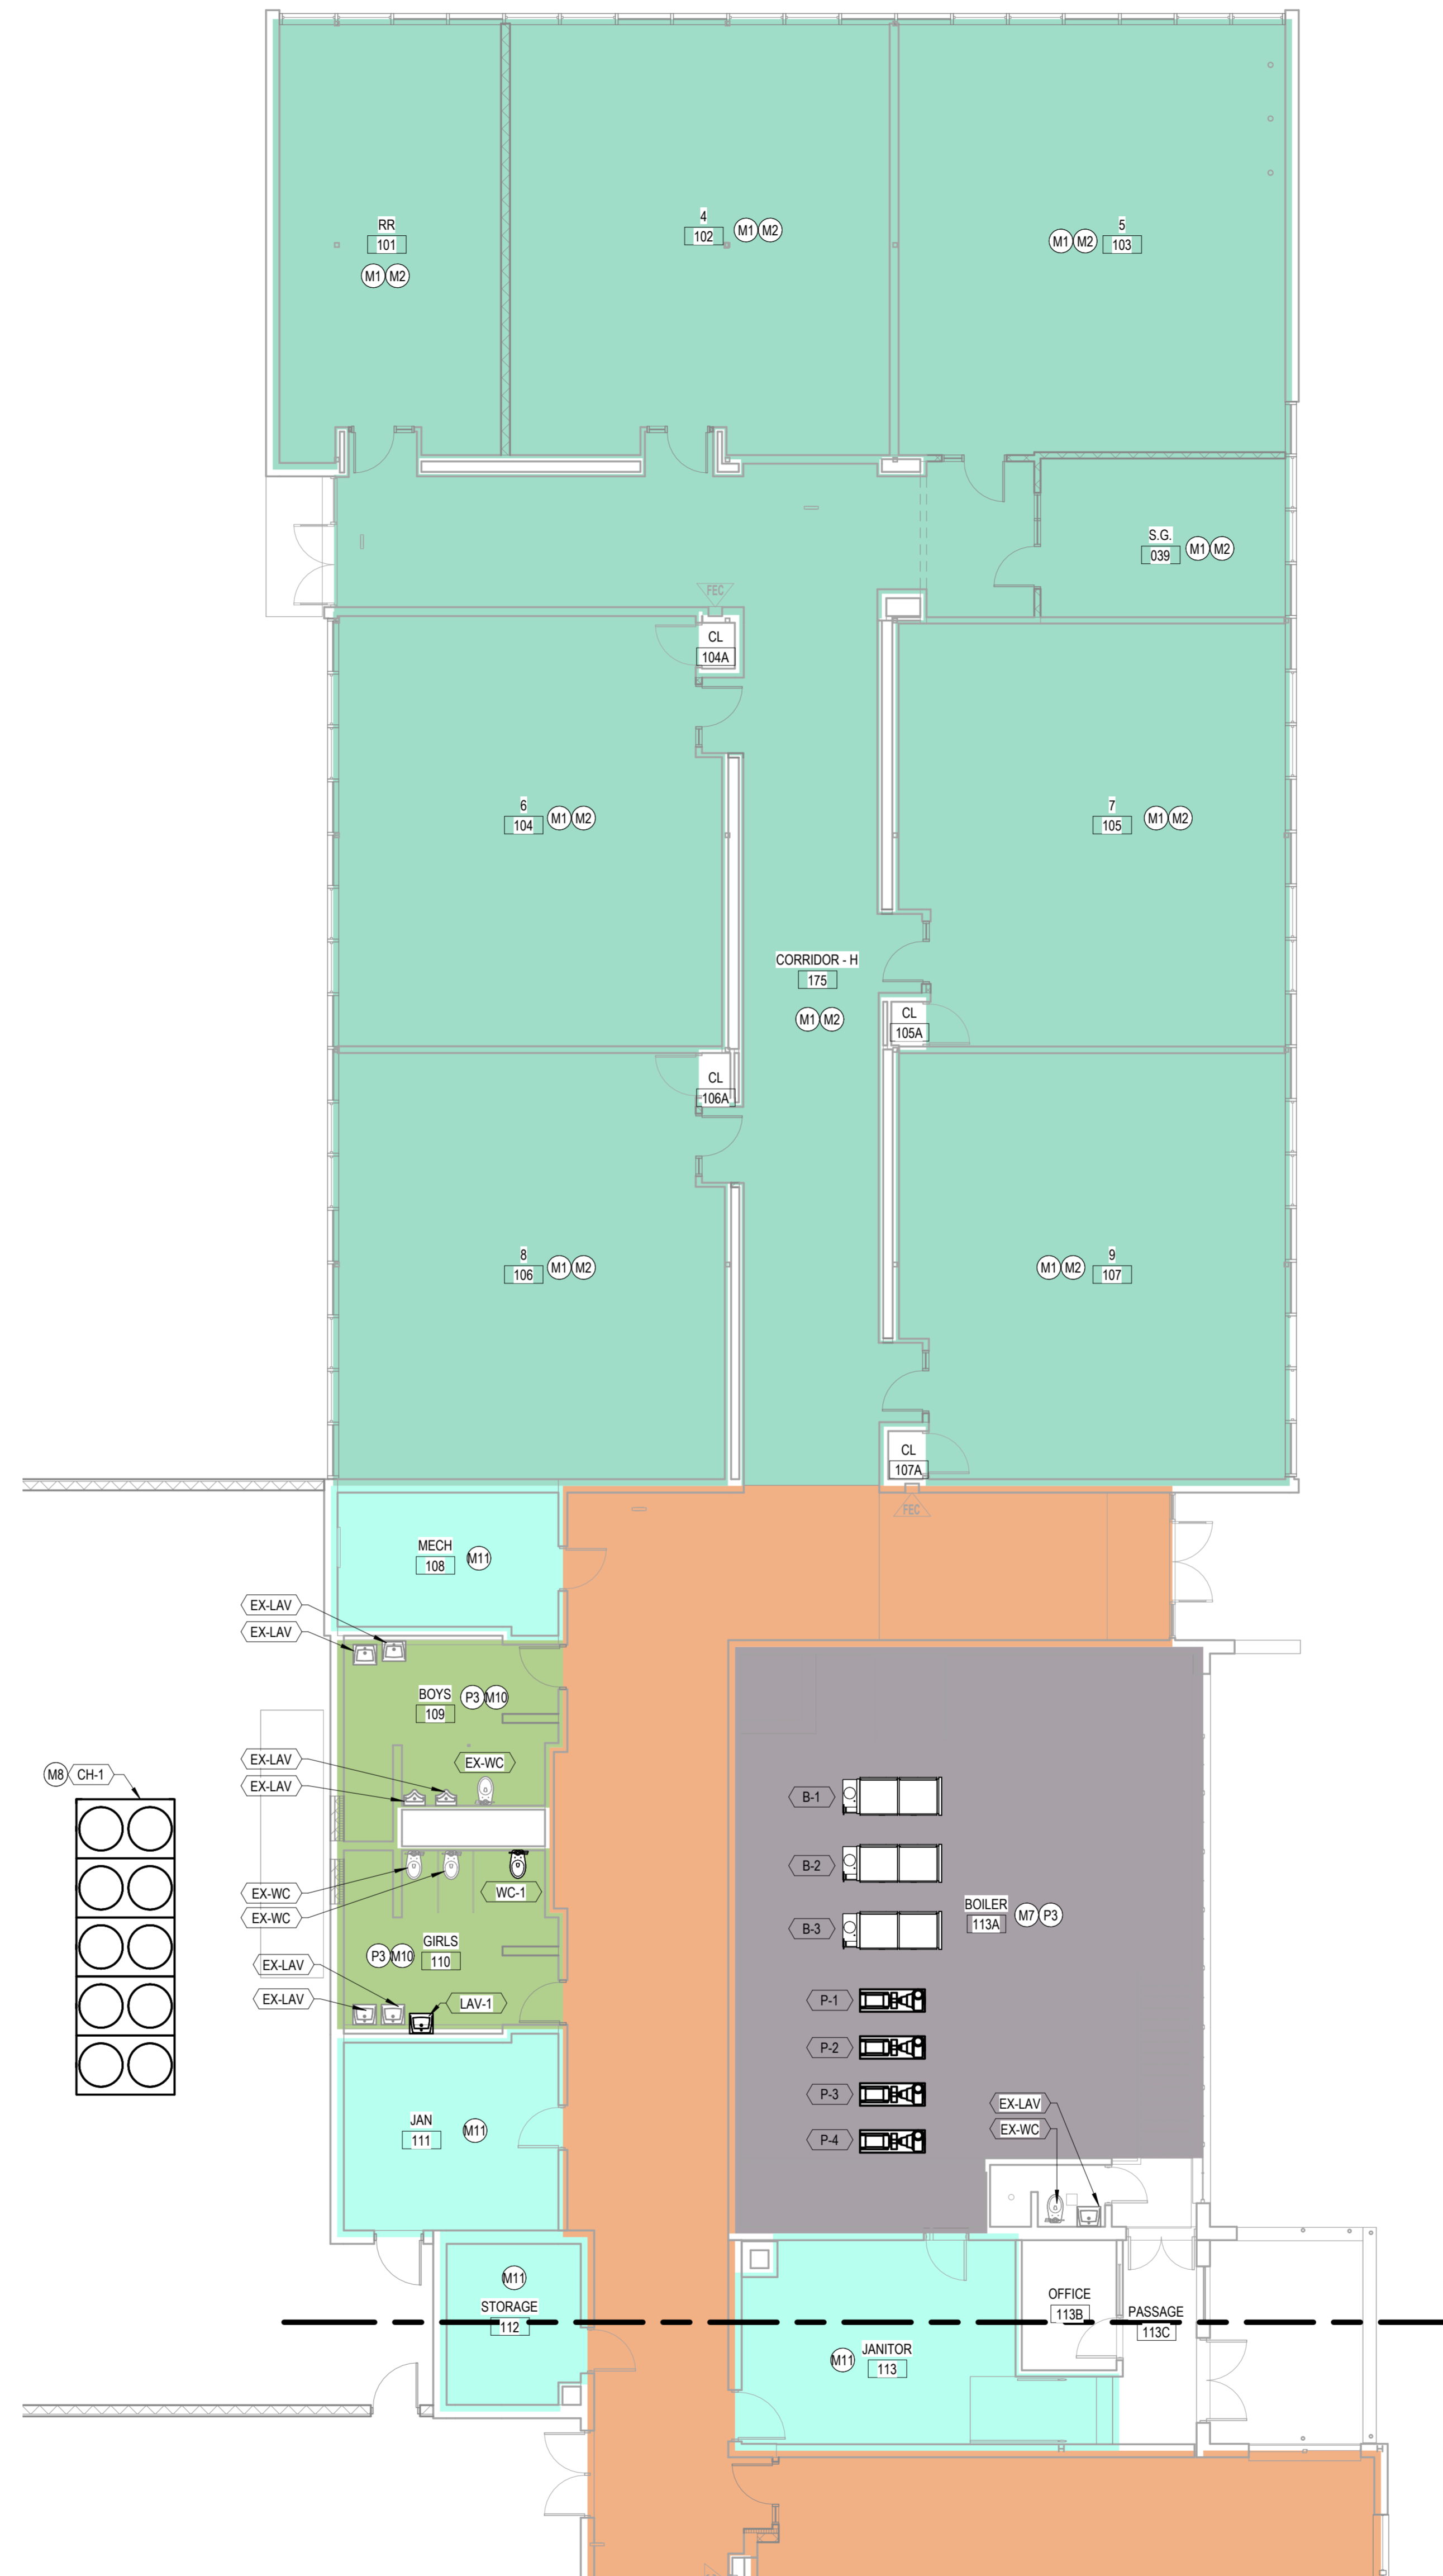 RR
101
M1 M2
4
102
M1 M2
5
M1 M2
103
S.G.
039
M1 M2
FEC
CL
104A
6
104
M1 M2
7
105
M1 M2
CORRIDOR - H
175
M1 M2
CL
105A
CL
106A
8
106
M1 M2
9
M1 M2
107
CL
107A
FEC
MECH
108
M11
EX-LAV
EX-LAV
BOYS
109
P3 M10
EX-LAV
EX-LAV
EX-WC
M8 CH-1
B-1
B-2
B-3
EX-WC
EX-WC
WC-1
BOILER
113A
M7 P3
GIRLS
110
P3 M10
EX-LAV
EX-LAV
LAV-1
P-1
P-2
P-3
P-4
JAN
111
M11
EX-LAV
EX-WC
M11
STORAGE
112
OFFICE
113B
PASSAGE
113C
M11
JANITOR
113